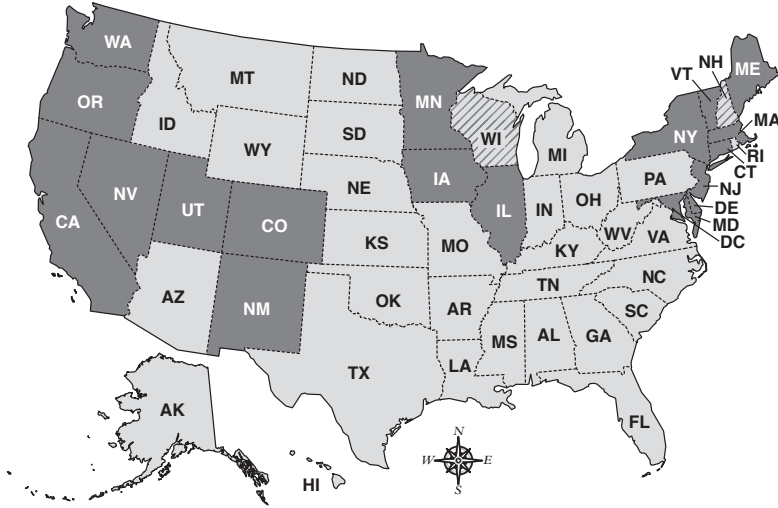 WA
OR
CA
NV
ID
MT
WY
UT
CO
AZ
NM
ND
SD
NE
KS
OK
TX
MN
IA
MO
AR
LA
WI
IL
MI
IN
OH
KY
TN
MS
AL
GA
FL
SC
NC
VA
WV
PA
NY
VT
NH
ME
MA
RI
CT
NJ
DE
MD
DC
AK
HI
N
W E
S